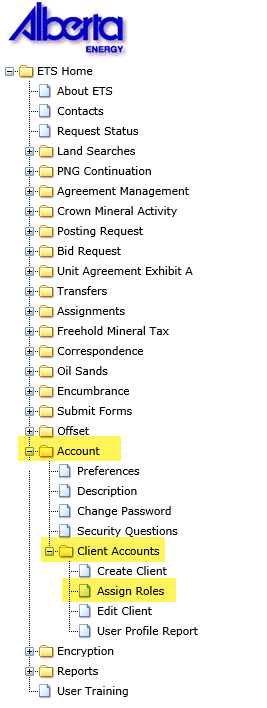 Alberta
ENERGY
ETS Home
About ETS
Contacts
Request Status
Land Searches
PNG Continuation
Agreement Management
Crown Mineral Activity
Posting Request
Bid Request
Unit Agreement Exhibit A
Transfers
Assignments
Freehold Mineral Tax
Correspondence
Oil Sands
Encumbrance
Submit Forms
Offset
Account
Preferences
Description
Change Password
Security Questions
Client Accounts
Create Client
Assign Roles
Edit Client
User Profile Report
Encryption
Reports
User Training